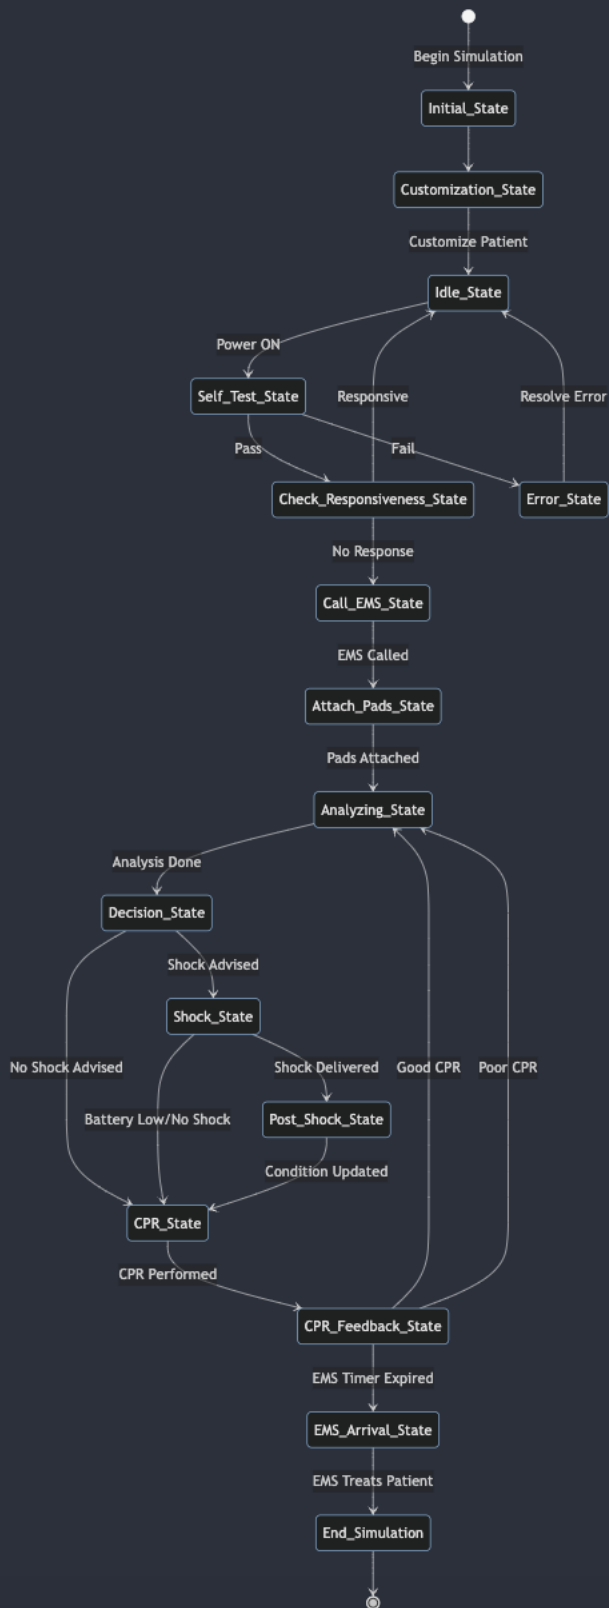 Begin Simulation
Initial_State
Customization_State
Customize Patient
Idle_State
Power ON
Self_Test_State
Responsive
Resolve Error
Pass
Fail
Check_Responsiveness_State
Error_State
No Response
Call_EMS_State
EMS Called
Attach_Pads_State
Pads Attached
Analyzing_State
Analysis Done
Decision_State
Shock Advised
Shock_State
No Shock Advised
Shock Delivered
Good CPR
Poor CPR
Battery Low/No Shock
Post_Shock_State
Condition Updated
CPR_State
CPR Performed
CPR_Feedback_State
EMS Timer Expired
EMS_Arrival_State
EMS Treats Patient
End_Simulation